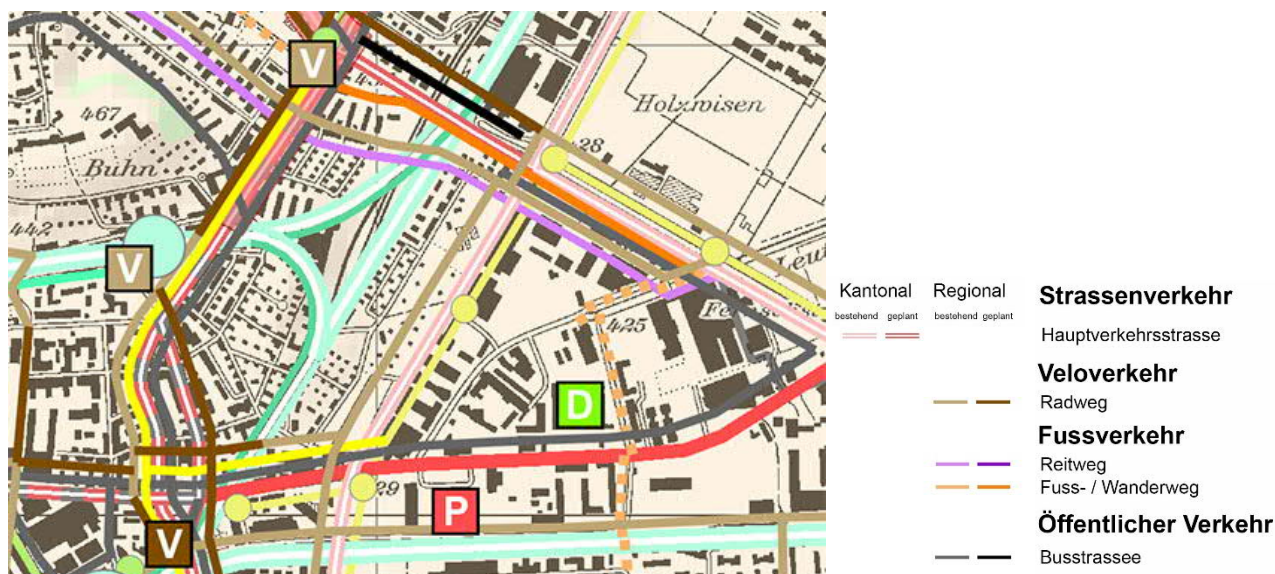 V
467
Holzwisen
Bühn
28
442
V
425
D
29
P
V
Kantonal Regional Strassenverkehr
bestehend geplant bestehend geplant
Hauptverkehrsstrasse
Veloverkehr
Radweg
Fussverkehr
Reitweg
Fuss- / Wanderweg
Öffentlicher Verkehr
Busstrassee